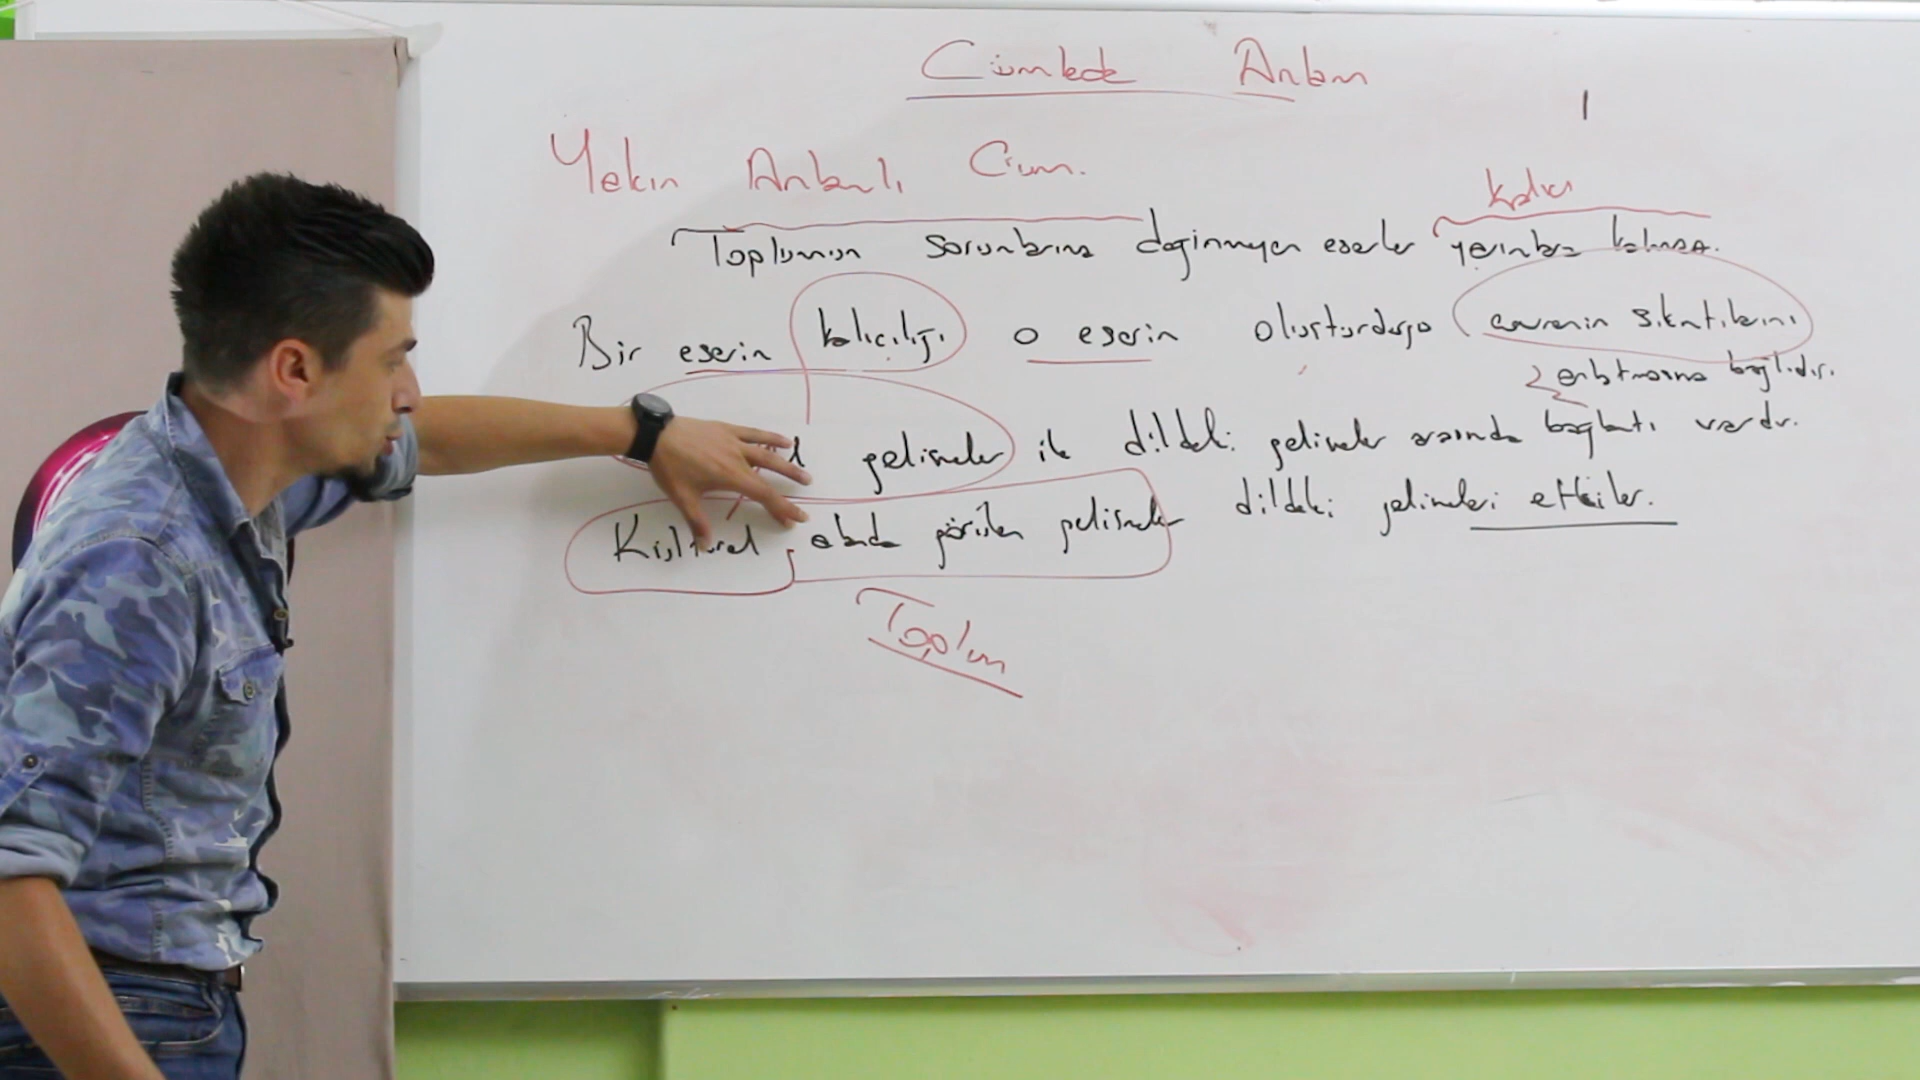 Cümlede Anlam
Yakın Anlamlı Cüm.
kalıcı
Toplumun sorunlarına değinmeyen eserler yarınlara kalmaz.
Bir eserin kalıcılığı o eserin oluşturduğu evrenin sıkıntılarını
anlatmasına bağlıdır.
gelişmeler ile dildeki gelişmeler arasında bağlantı vardır.
Kültürel alanda görülen gelişmeler dildeki gelişmeleri etkiler.
Toplum